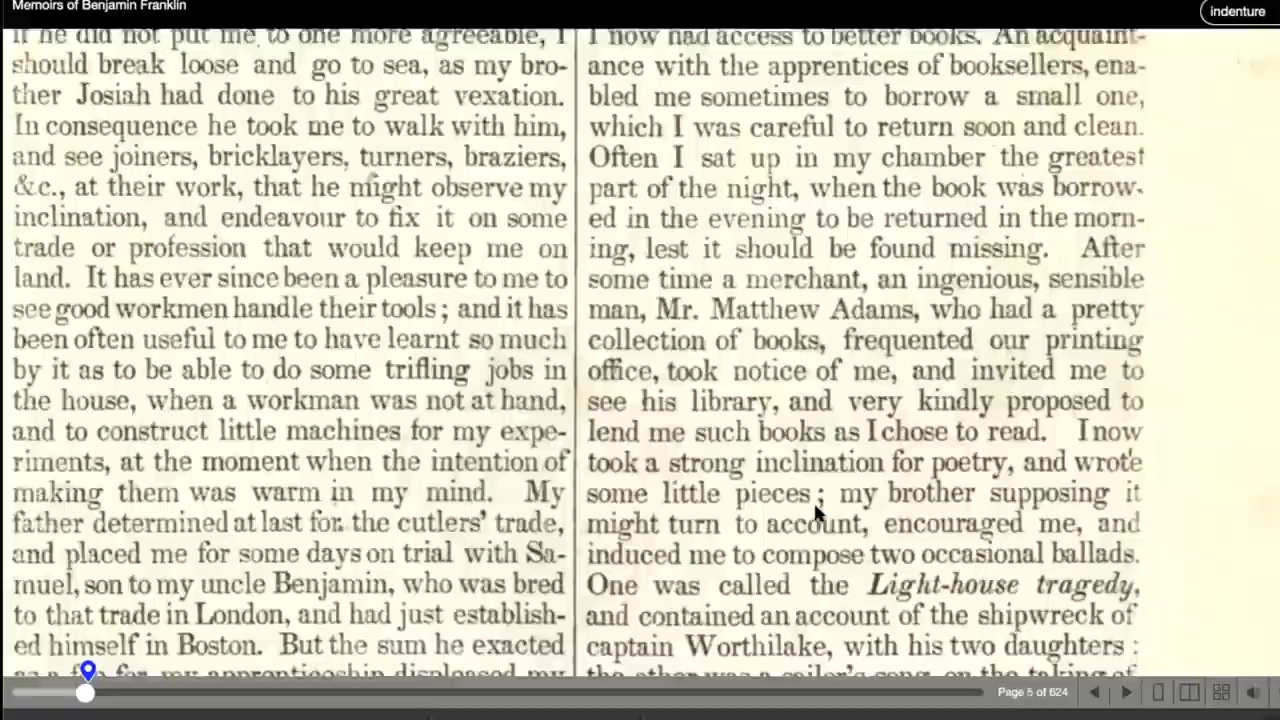 Memoirs of Benjamin Franklin
indenture
if he did not put me to one more agreeable, I
should break loose and go to sea, as my bro-
ther Josiah had done to his great vexation.
In consequence he took me to walk with him,
and see joiners, bricklayers, turners, braziers,
&c., at their work, that he might observe my
inclination, and endeavour to fix it on some
trade or profession that would keep me on
land. It has ever since been a pleasure to me to
see good workmen handle their tools; and it has
been often useful to me to have learnt so much
by it as to be able to do some trifling jobs in
the house, when a workman was not at hand,
and to construct little machines for my expe-
riments, at the moment when the intention of
making them was warm in my mind. My
father determined at last for the cutlers' trade,
and placed me for some days on trial with Sa-
muel, son to my uncle Benjamin, who was bred
to that trade in London, and had just establish-
ed himself in Boston. But the sum he exacted
as a for my apprenticeship displeased my
I now had access to better books. An acquaint-
ance with the apprentices of booksellers, ena-
bled me sometimes to borrow a small one,
which I was careful to return soon and clean.
Often I sat up in my chamber the greatest
part of the night, when the book was borrow-
ed in the evening to be returned in the morn-
ing, lest it should be found missing. After
some time a merchant, an ingenious, sensible
man, Mr. Matthew Adams, who had a pretty
collection of books, frequented our printing
office, took notice of me, and invited me to
see his library, and very kindly proposed to
lend me such books as I chose to read. I now
took a strong inclination for poetry, and wrote
some little pieces; my brother supposing it
might turn to account, encouraged me, and
induced me to compose two occasional ballads.
One was called the Light-house tragedy,
and contained an account of the shipwreck of
captain Worthilake, with his two daughters:
the other was a sailor's song, on the taking of
Page 5 of 624